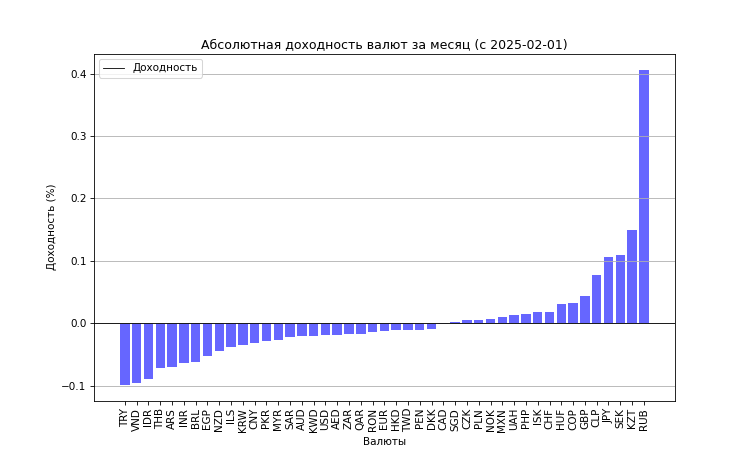 Абсолютная доходность валют за месяц (с 2025-02-01)
Доходность
Доходность (%)
0.4
0.3
0.2
0.1
0.0
−0.1
TRY VND IDR THB ARS INR BRL EGP NZD ILS KRW CNY PKR MYR SAR AUD KWD USD AED ZAR QAR RON EUR HKD TWD PEN DKK CAD SGD CZK PLN NOK MXN UAH PHP ISK CHF HUF COP GBP CLP JPY SEK KZT RUB
Валюты